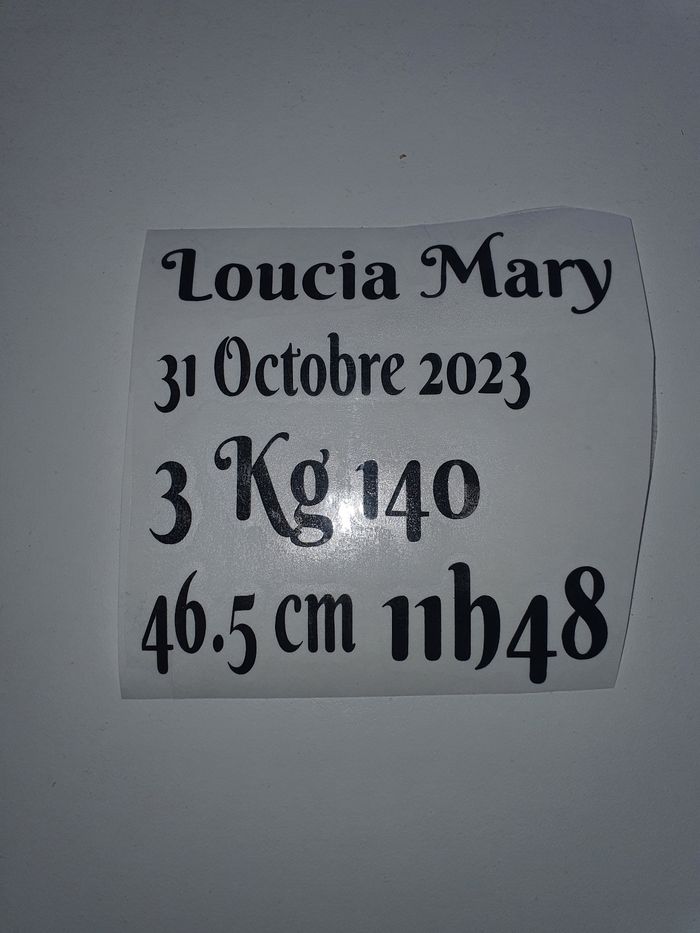 Loucia Mary
31 Octobre 2023
3 Kg 140
46.5 cm 11h48